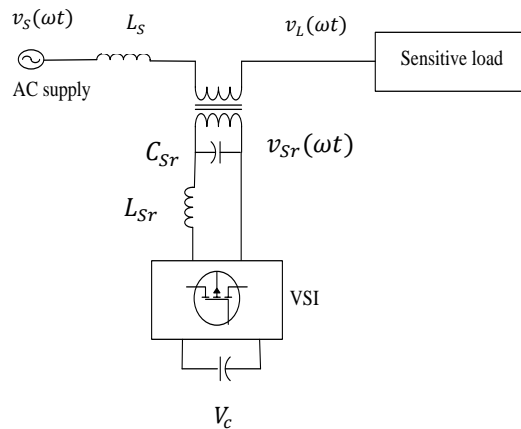 v_S(ωt)
L_S
v_L(ωt)
Sensitive load
AC supply
C_Sr
v_Sr(ωt)
L_Sr
VSI
V_c